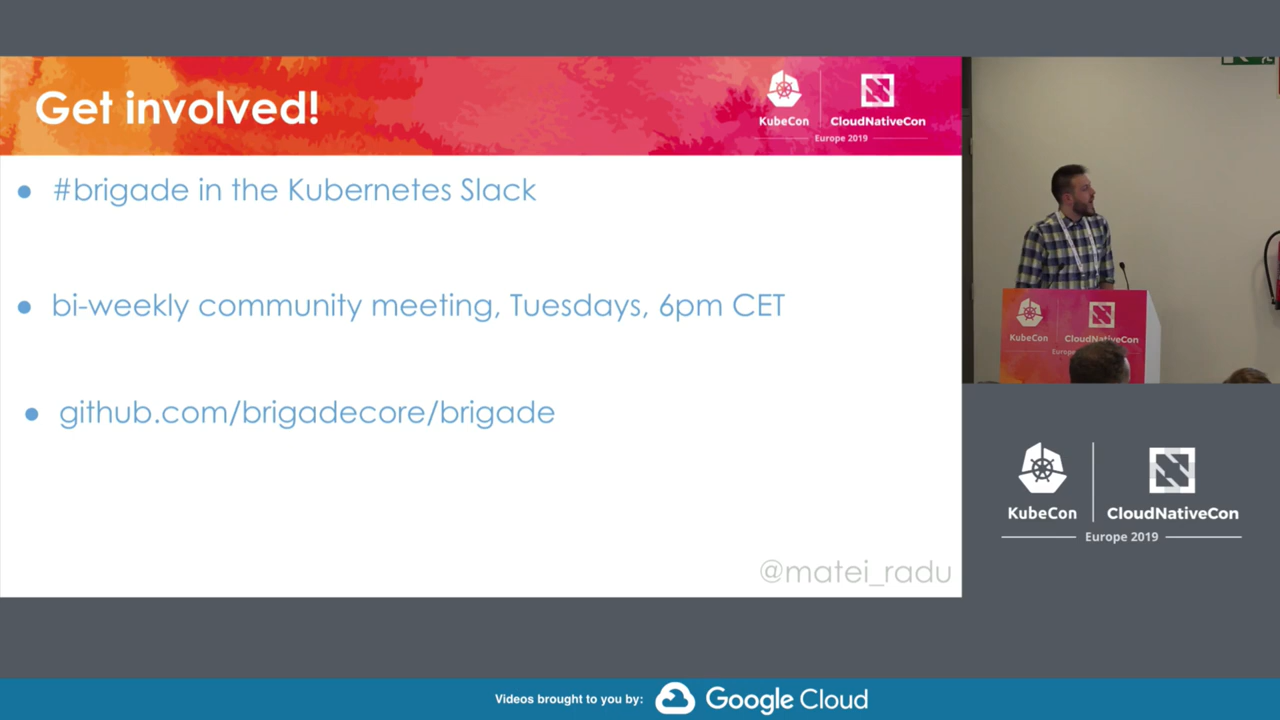 Get involved!
KubeCon
CloudNativeCon
Europe 2019
#brigade in the Kubernetes Slack
bi-weekly community meeting, Tuesdays, 6pm CET
github.com/brigadecore/brigade
@matei_radu
KubeCon
CloudNativeCon
KubeCon
CloudNativeCon
Europe 2019
Videos brought to you by:
Google Cloud